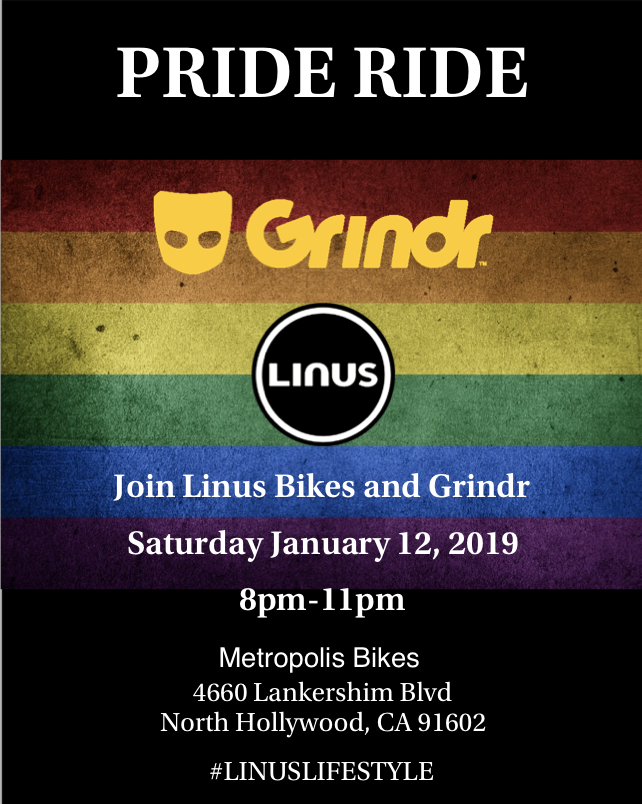 PRIDE RIDE
Grindr™
LINUS
Join Linus Bikes and Grindr
Saturday January 12, 2019
8pm-11pm
Metropolis Bikes
4660 Lankershim Blvd
North Hollywood, CA 91602
#LINUSLIFESTYLE